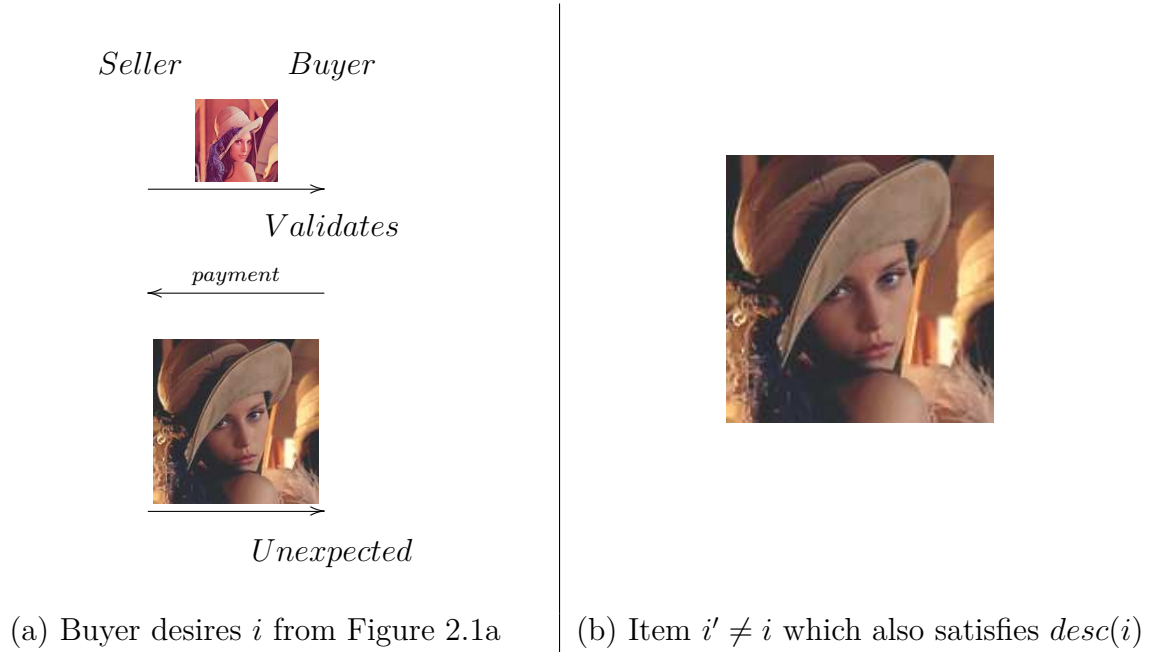 Seller Buyer
Validates
payment
Unexpected
(a) Buyer desires i from Figure 2.1a
(b) Item i′ ≠ i which also satisfies desc(i)